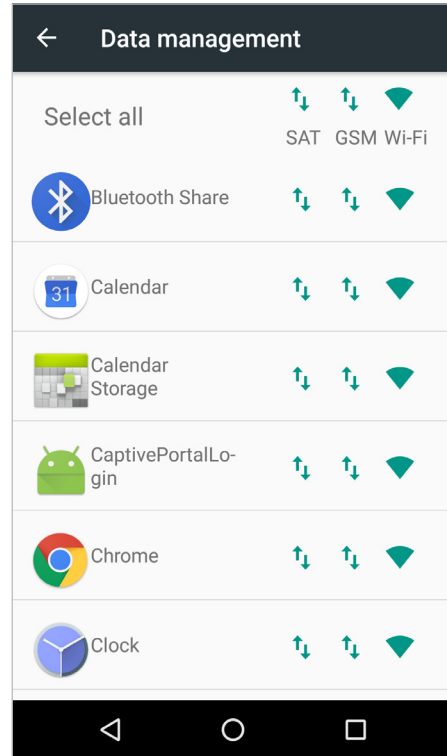 Data management
Select all
SAT GSM Wi-Fi
Bluetooth Share
31
Calendar
Calendar
Storage
CaptivePortalLo-
gin
Chrome
Clock